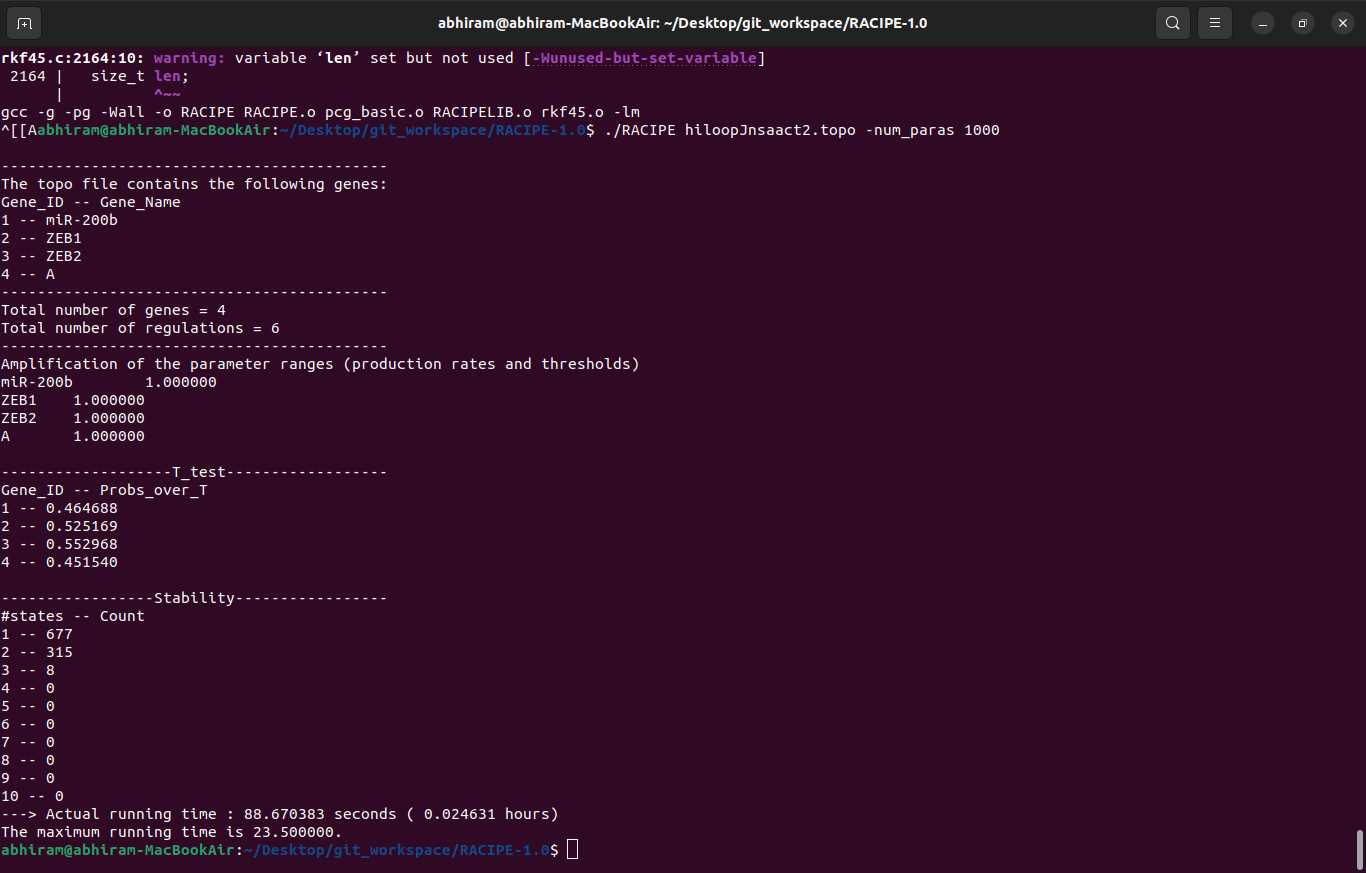 abhiram@abhiram-MacBookAir: ~/Desktop/git_workspace/RACIPE-1.0
rkf45.c:2164:10: warning: variable ‘len’ set but not used [-Wunused-but-set-variable]
 2164 |   size_t len;
      |          ^~~
gcc -g -pg -Wall -o RACIPE RACIPE.o pcg_basic.o RACIPELIB.o rkf45.o -lm
^[[Aabhiram@abhiram-MacBookAir:~/Desktop/git_workspace/RACIPE-1.0$ ./RACIPE hiloopJnsaact2.topo -num_paras 1000
-------------------------------------------
The topo file contains the following genes:
Gene_ID -- Gene_Name
1 -- miR-200b
2 -- ZEB1
3 -- ZEB2
4 -- A
-------------------------------------------
Total number of genes = 4
Total number of regulations = 6
-------------------------------------------
Amplification of the parameter ranges (production rates and thresholds)
miR-200b        1.000000
ZEB1    1.000000
ZEB2    1.000000
A       1.000000
-------------------T_test------------------
Gene_ID -- Probs_over_T
1 -- 0.464688
2 -- 0.525169
3 -- 0.552968
4 -- 0.451540
-----------------Stability-----------------
#states -- Count
1 -- 677
2 -- 315
3 -- 8
4 -- 0
5 -- 0
6 -- 0
7 -- 0
8 -- 0
9 -- 0
10 -- 0
---> Actual running time : 88.670383 seconds ( 0.024631 hours)
The maximum running time is 23.500000.
abhiram@abhiram-MacBookAir:~/Desktop/git_workspace/RACIPE-1.0$